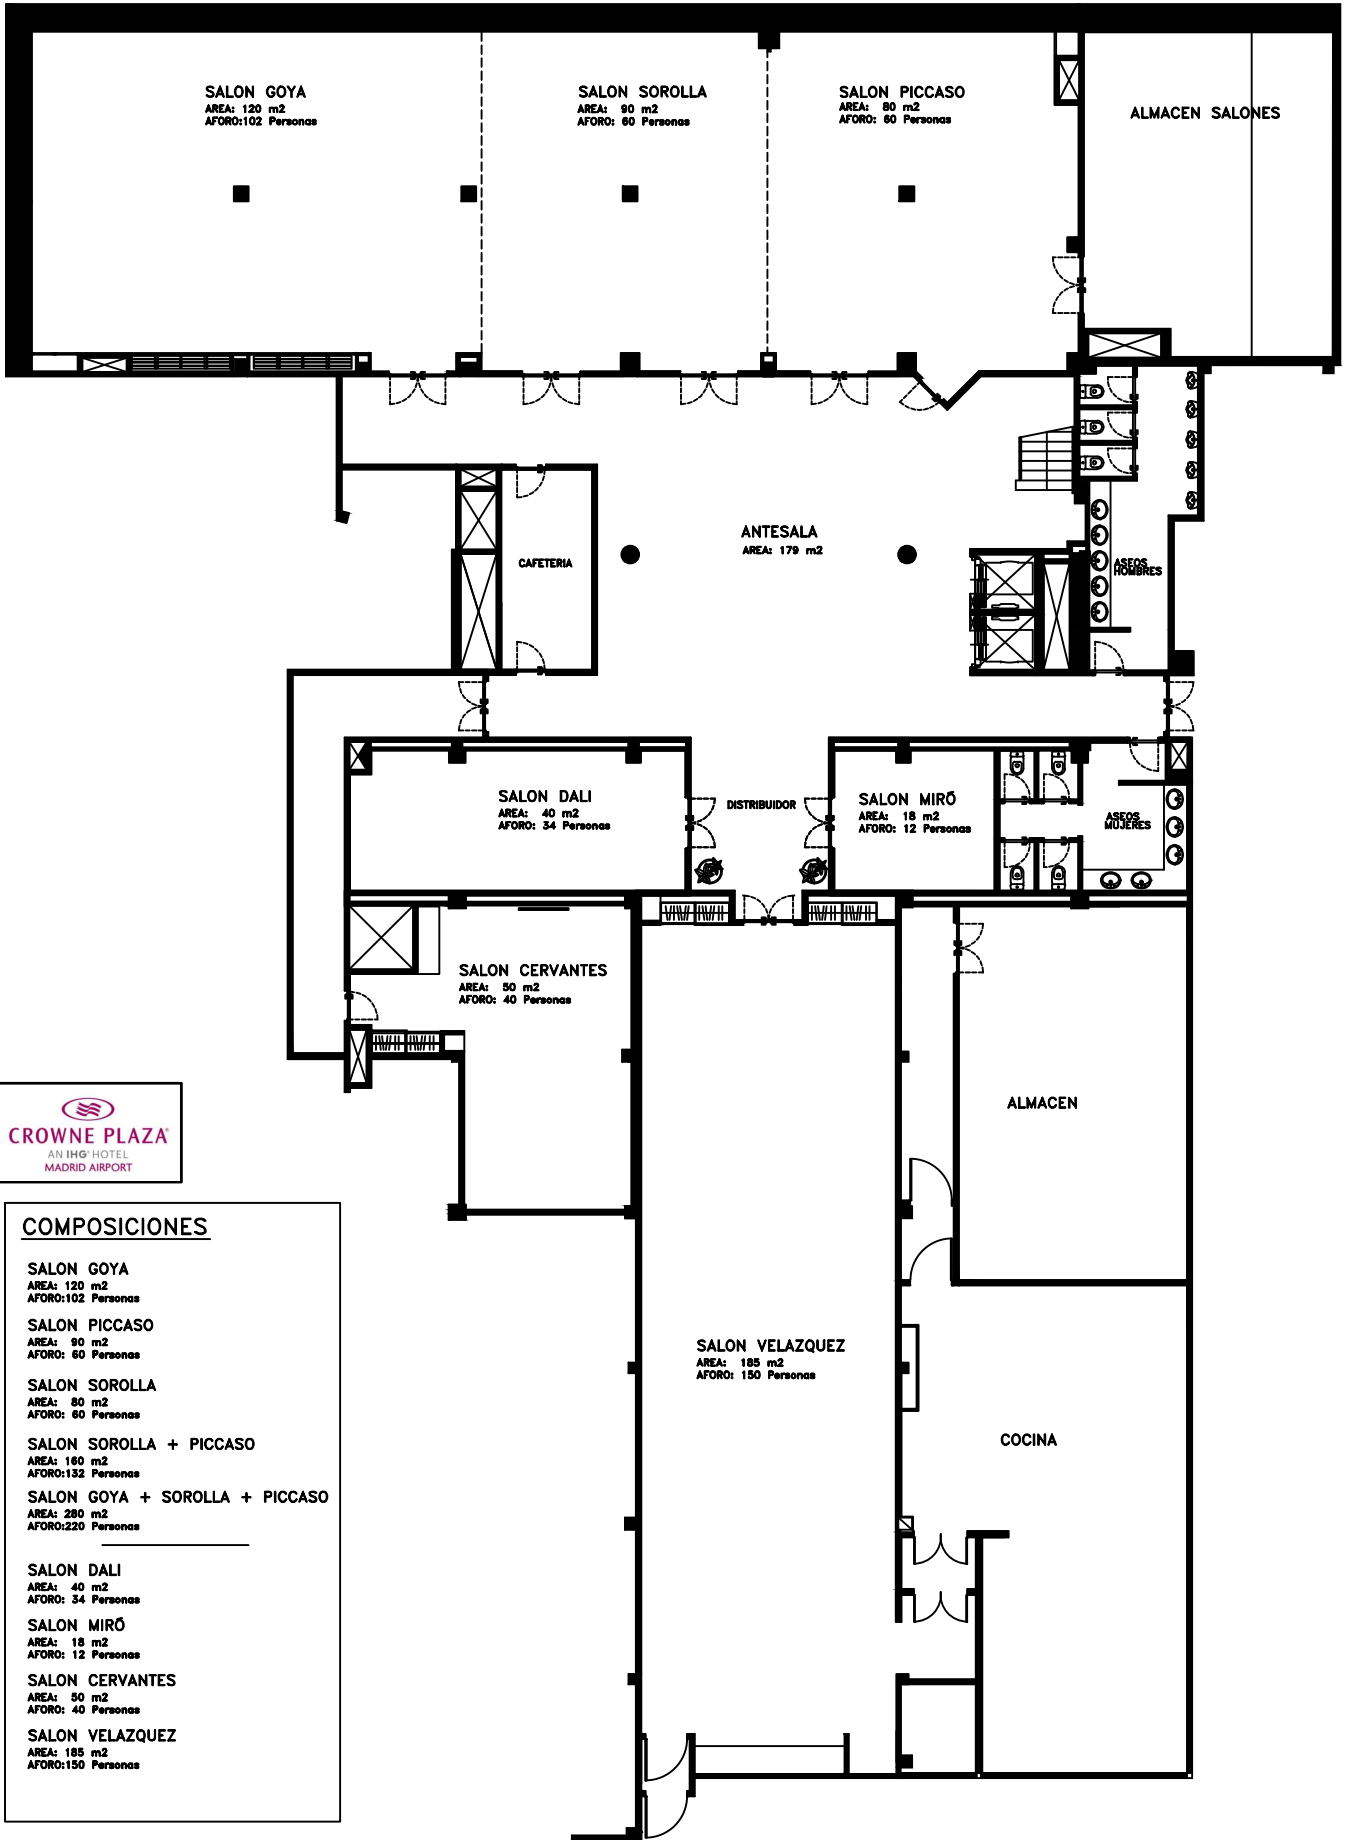 SALON GOYA
AREA: 120 m2
AFORO:102 Personas
SALON SOROLLA
AREA: 90 m2
AFORO: 60 Personas
SALON PICCASO
AREA: 80 m2
AFORO: 60 Personas
ALMACEN SALONES
ANTESALA
AREA: 179 m2
CAFETERIA
ASEOS
HOMBRES
SALON DALI
AREA: 40 m2
AFORO: 34 Personas
DISTRIBUIDOR
SALON MIRÓ
AREA: 18 m2
AFORO: 12 Personas
ASEOS
MUJERES
SALON CERVANTES
AREA: 50 m2
AFORO: 40 Personas
ALMACEN
CROWNE PLAZA
AN IHG HOTEL
MADRID AIRPORT
SALON VELAZQUEZ
AREA: 185 m2
AFORO: 150 Personas
COCINA
COMPOSICIONES
SALON GOYA
AREA: 120 m2
AFORO:102 Personas
SALON PICCASO
AREA: 90 m2
AFORO: 60 Personas
SALON SOROLLA
AREA: 80 m2
AFORO: 60 Personas
SALON SOROLLA + PICCASO
AREA: 160 m2
AFORO:132 Personas
SALON GOYA + SOROLLA + PICCASO
AREA: 280 m2
AFORO:220 Personas
SALON DALI
AREA: 40 m2
AFORO: 34 Personas
SALON MIRÓ
AREA: 18 m2
AFORO: 12 Personas
SALON CERVANTES
AREA: 50 m2
AFORO: 40 Personas
SALON VELAZQUEZ
AREA: 185 m2
AFORO:150 Personas